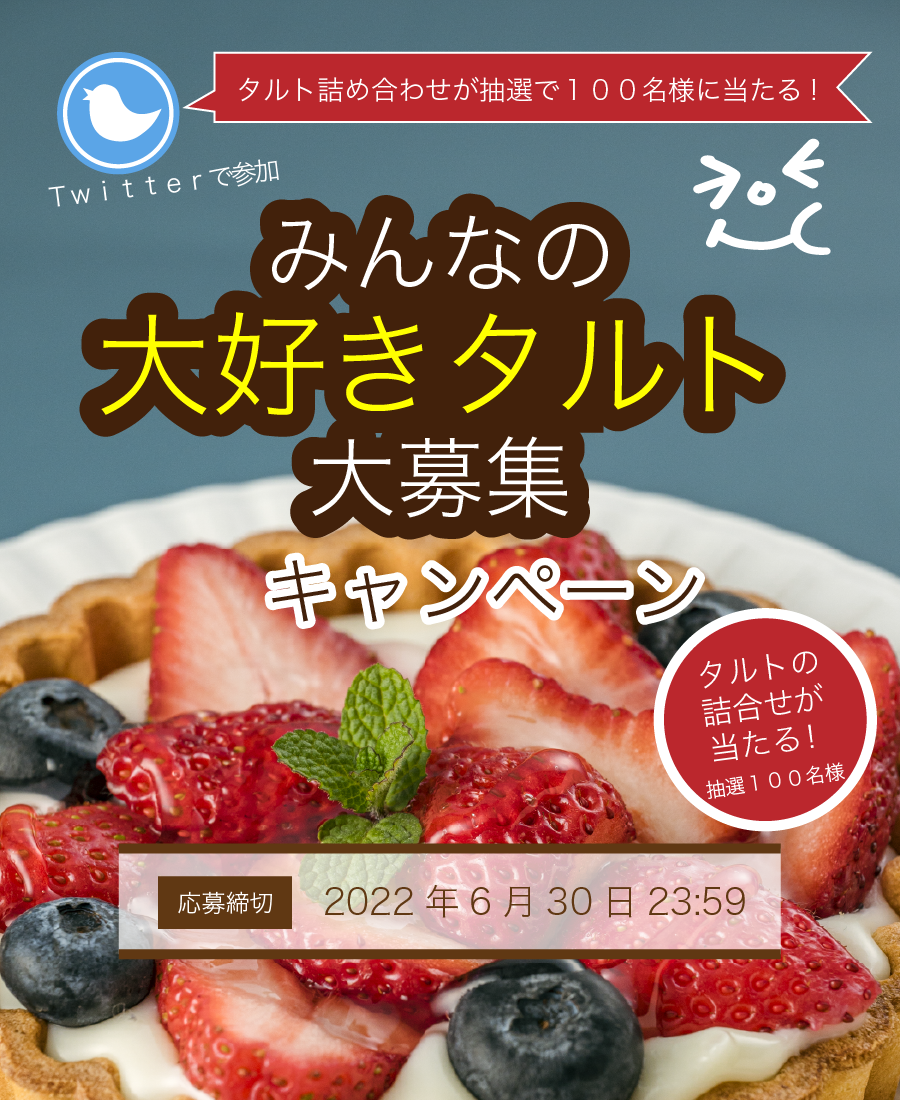 タルト詰め合わせが抽選で１００名様に当たる！
Ｔｗｉｔｔｅｒで参加
みんなの
大好きタルト
大募集
キャンペーン
タルトの
詰合せが
当たる！
抽選１００名様
応募締切 2022 年 6 月 30 日 23:59